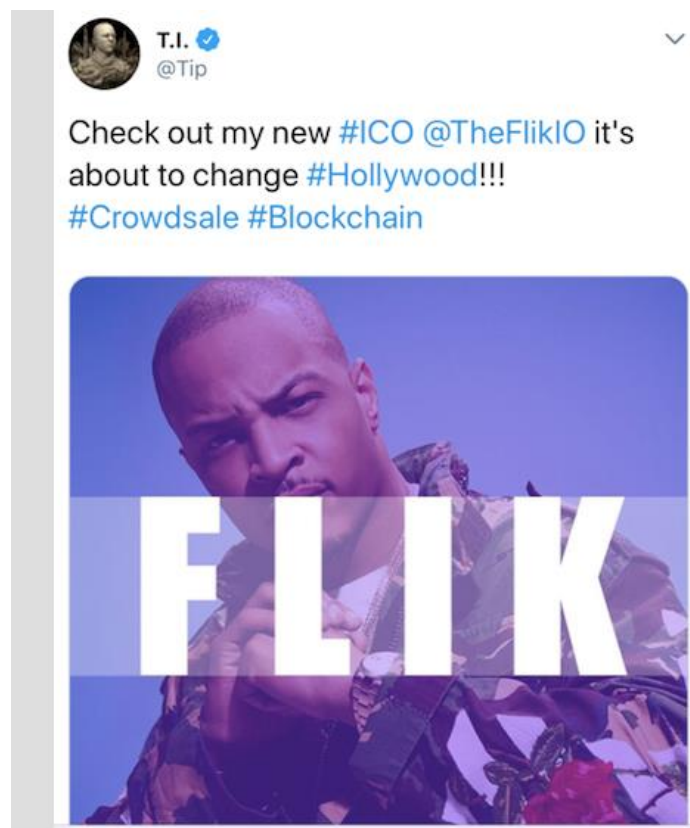 T.I.
@Tip
Check out my new #ICO @TheFlikIO it's
about to change #Hollywood!!!
#Crowdsale #Blockchain
FLIK